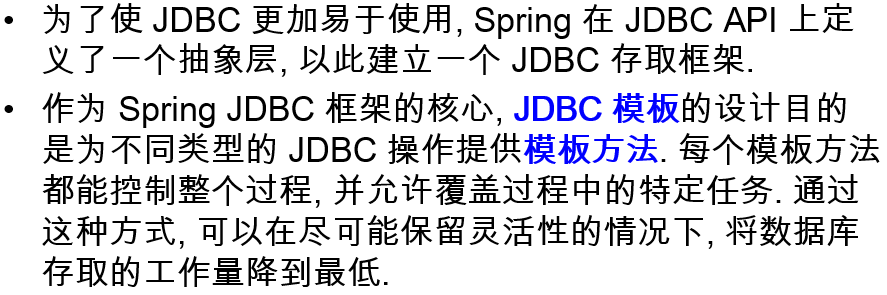 • 为了使 JDBC 更加易于使用, Spring 在 JDBC API 上定
义了一个抽象层, 以此建立一个 JDBC 存取框架.
• 作为 Spring JDBC 框架的核心, JDBC 模板的设计目的
是为不同类型的 JDBC 操作提供模板方法. 每个模板方法
都能控制整个过程, 并允许覆盖过程中的特定任务. 通过
这种方式, 可以在尽可能保留灵活性的情况下, 将数据库
存取的工作量降到最低.